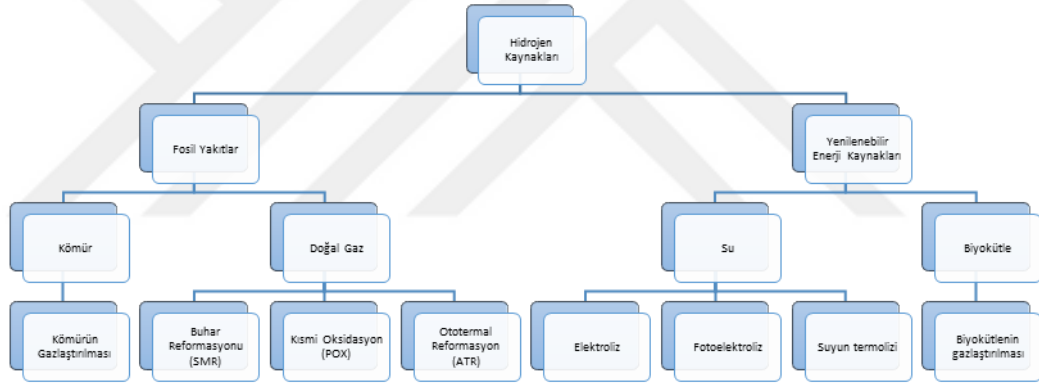 Hidrojen
Kaynakları
Fosil Yakıtlar
Yenilenebilir
Enerji Kaynakları
Kömür
Doğal Gaz
Su
Biyokütle
Kömürün
Gazlaştırılması
Buhar
Reformasyonu
(SMR)
Kısmi Oksidasyon
(POX)
Ototermal
Reformasyon
(ATR)
Elektroliz
Fotoelektroliz
Suyun termolizi
Biyokütlenin
gazlaştırılması